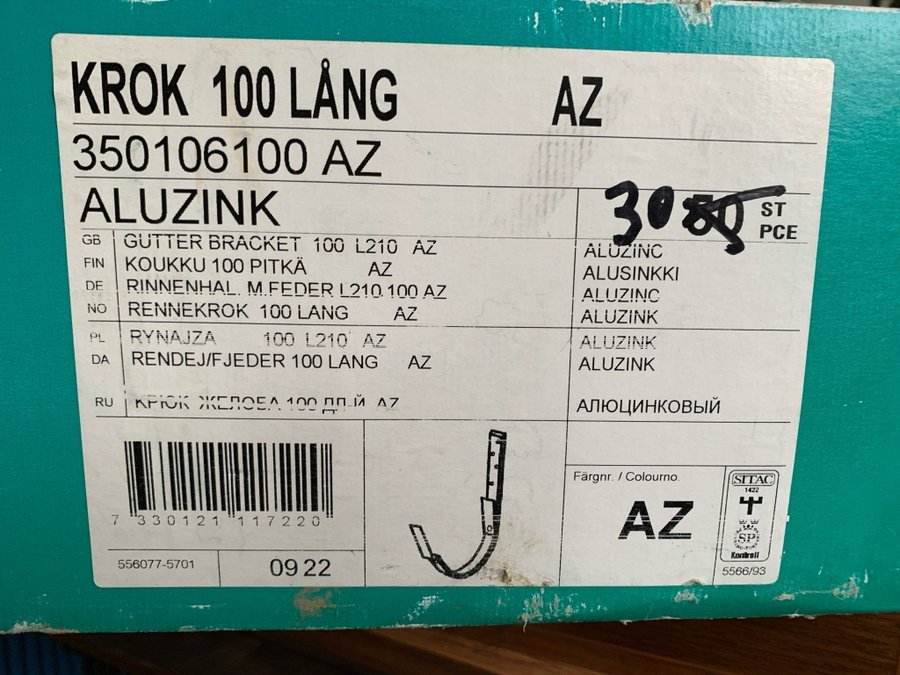 KROK 100 LÅNG AZ
350106100 AZ
ALUZINK
30 50 ST
PCE
GB GUTTER BRACKET 100 L210 AZ ALUZINC
FIN KOUKKU 100 PITKÄ AZ ALUSINKKI
DE RINNENHAL. M.FEDER L210.100 AZ ALUZINC
NO RENNEKROK 100 LANG AZ ALUZINK
PL RYNAJZA 100 L210 AZ ALUZINK
DA RENDEJ/FJEDER 100 LANG AZ ALUZINK
RU КРЮК ЖЕЛОБА 100 ДЛ.Й AZ АЛЮЦИНКОВЫЙ
7 330121 117220
556077-5701
09 22
Färgnr. / Colourno.
AZ
SITAC
1422
SP
Kontroll
5566/93